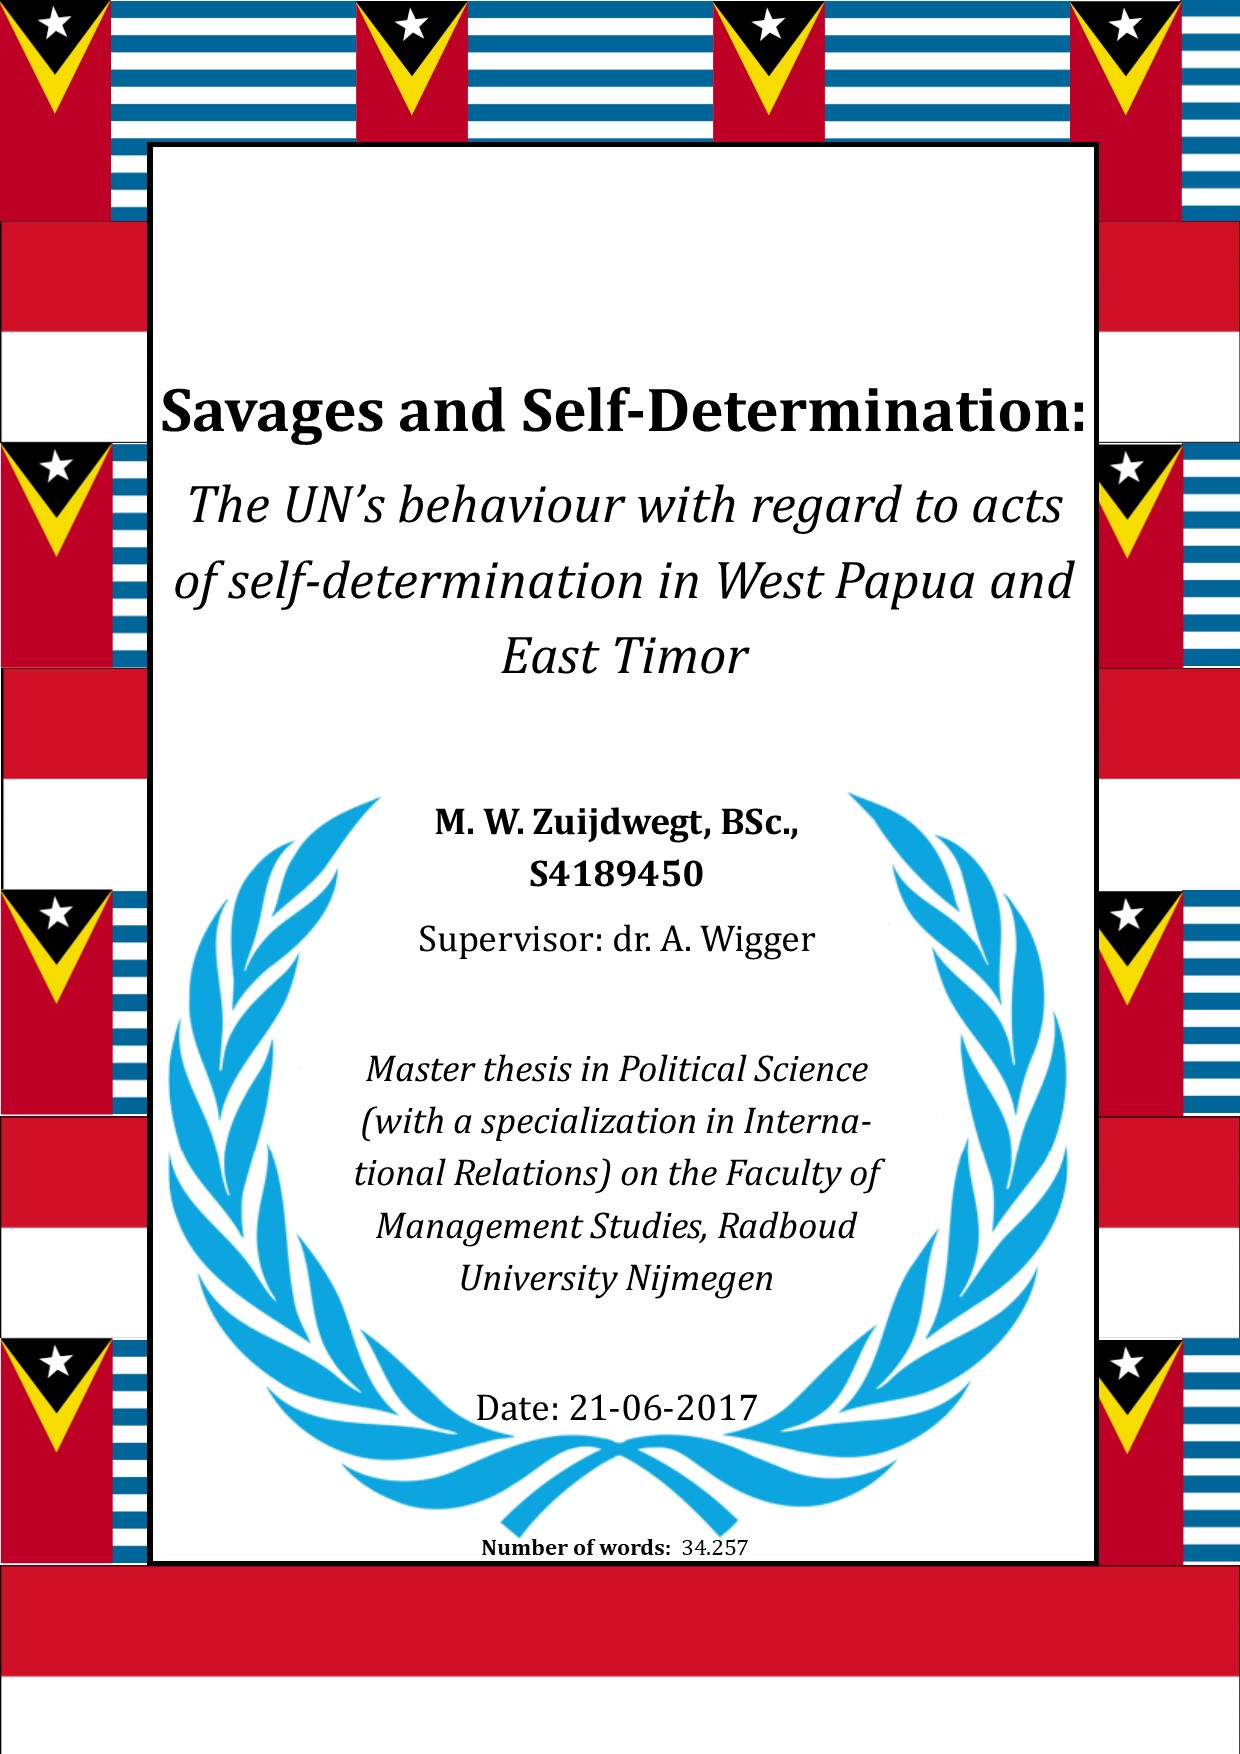 Savages and Self-Determination:
The UN’s behaviour with regard to acts
of self-determination in West Papua and
East Timor
M. W. Zuijdwegt, BSc.,
S4189450
Supervisor: dr. A. Wigger
Master thesis in Political Science
(with a specialization in Interna-
tional Relations) on the Faculty of
Management Studies, Radboud
University Nijmegen
Date: 21-06-2017
Number of words: 34.257